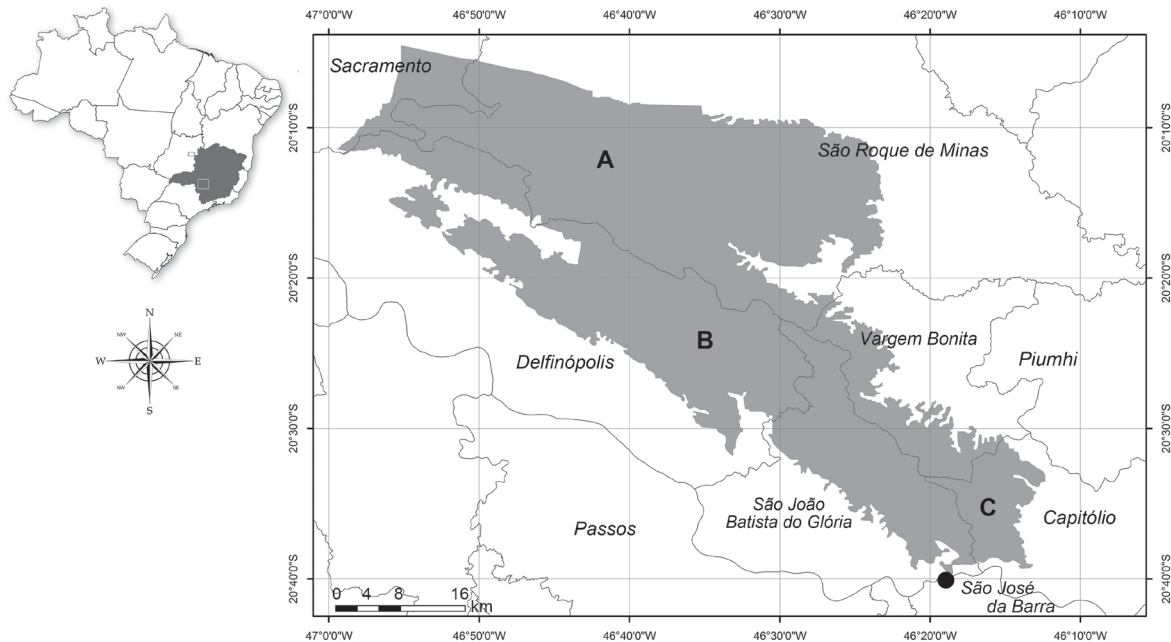 47°0'0"W 46°50'0"W 46°40'0"W 46°30'0"W 46°20'0"W 46°10'0"W
20°10'0"S
20°20'0"S
20°30'0"S
20°40'0"S
Sacramento
São Roque de Minas
A
B
Vargem Bonita
Delfinópolis
Piumhi
C
São João
Batista do Glória
Capitólio
Passos
São José
da Barra
0 4 8 16
km
N
NW NE
W E
SW SE
S
20°10'0"S
20°20'0"S
20°30'0"S
20°40'0"S
47°0'0"W 46°50'0"W 46°40'0"W 46°30'0"W 46°20'0"W 46°10'0"W